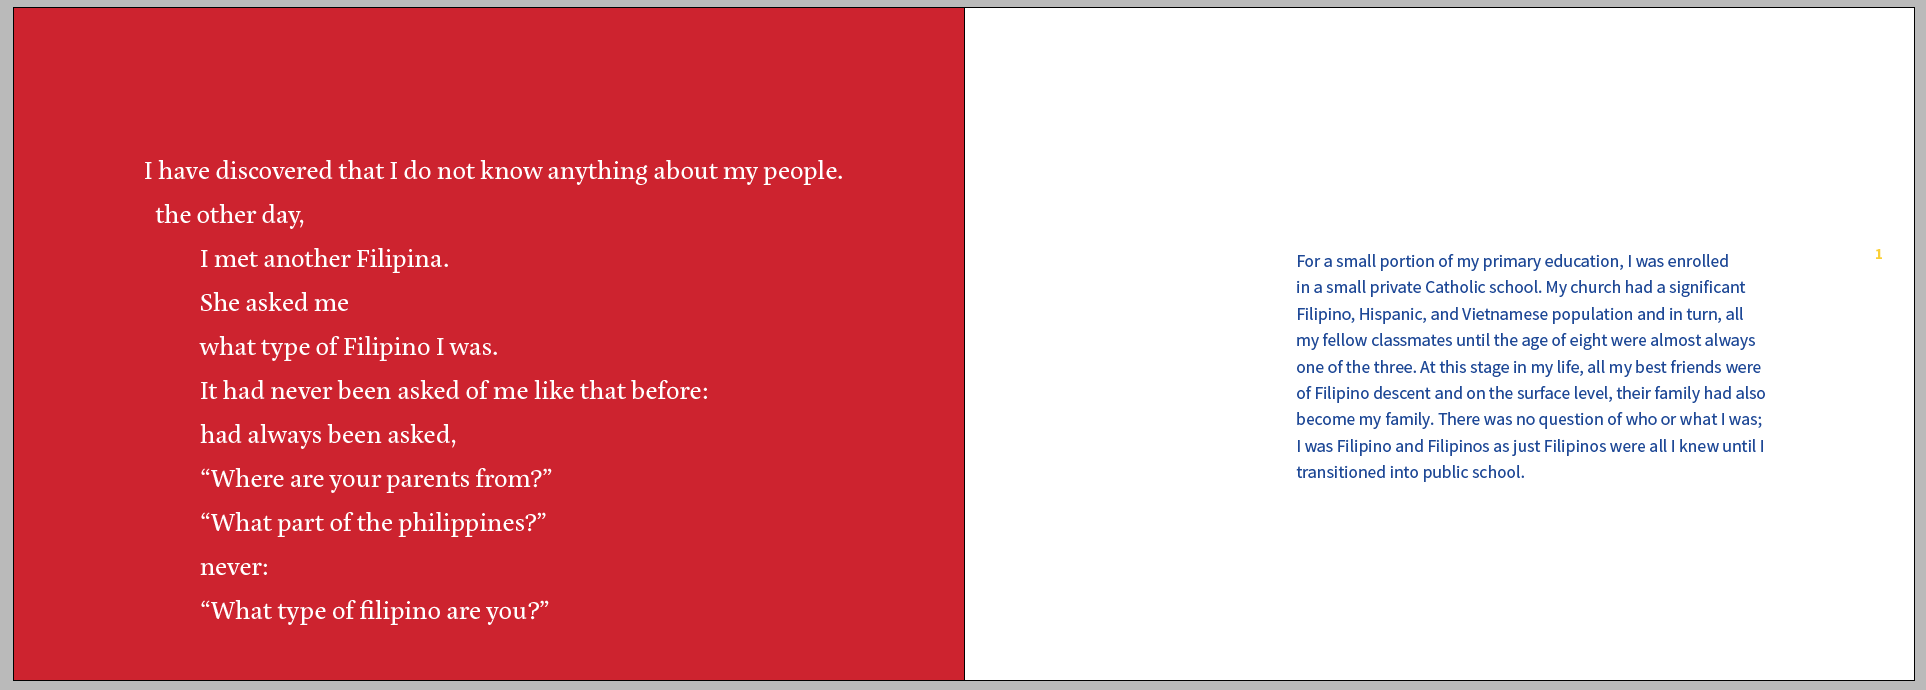 I have discovered that I do not know anything about my people.
the other day,
I met another Filipina.
She asked me
what type of Filipino I was.
It had never been asked of me like that before:
had always been asked,
“Where are your parents from?”
“What part of the philippines?”
never:
“What type of filipino are you?”
1
For a small portion of my primary education, I was enrolled
in a small private Catholic school. My church had a significant
Filipino, Hispanic, and Vietnamese population and in turn, all
my fellow classmates until the age of eight were almost always
one of the three. At this stage in my life, all my best friends were
of Filipino descent and on the surface level, their family had also
become my family. There was no question of who or what I was;
I was Filipino and Filipinos as just Filipinos were all I knew until I
transitioned into public school.